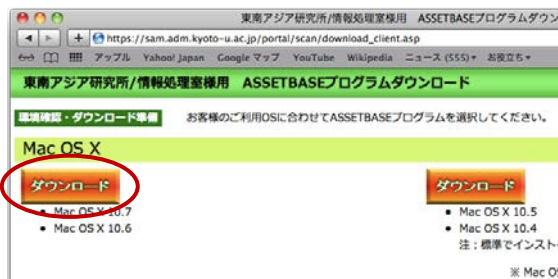 東南アジア研究所/情報処理室様用 ASSETBASEプログラムダウン
https://sam.adm.kyoto-u.ac.jp/portal/scan/download_client.asp
アップル Yahoo! Japan Google マップ YouTube Wikipedia ニュース (555) お役立ち
東南アジア研究所/情報処理室様用 ASSETBASEプログラムダウンロード
環境確認・ダウンロード準備 お客様のご利用OSに合わせてASSETBASEプログラムを選択してください。
Mac OS X
ダウンロード
• Mac OS X 10.7
• Mac OS X 10.6
ダウンロード
• Mac OS X 10.5
• Mac OS X 10.4
注；標準でインスト
※ Mac O